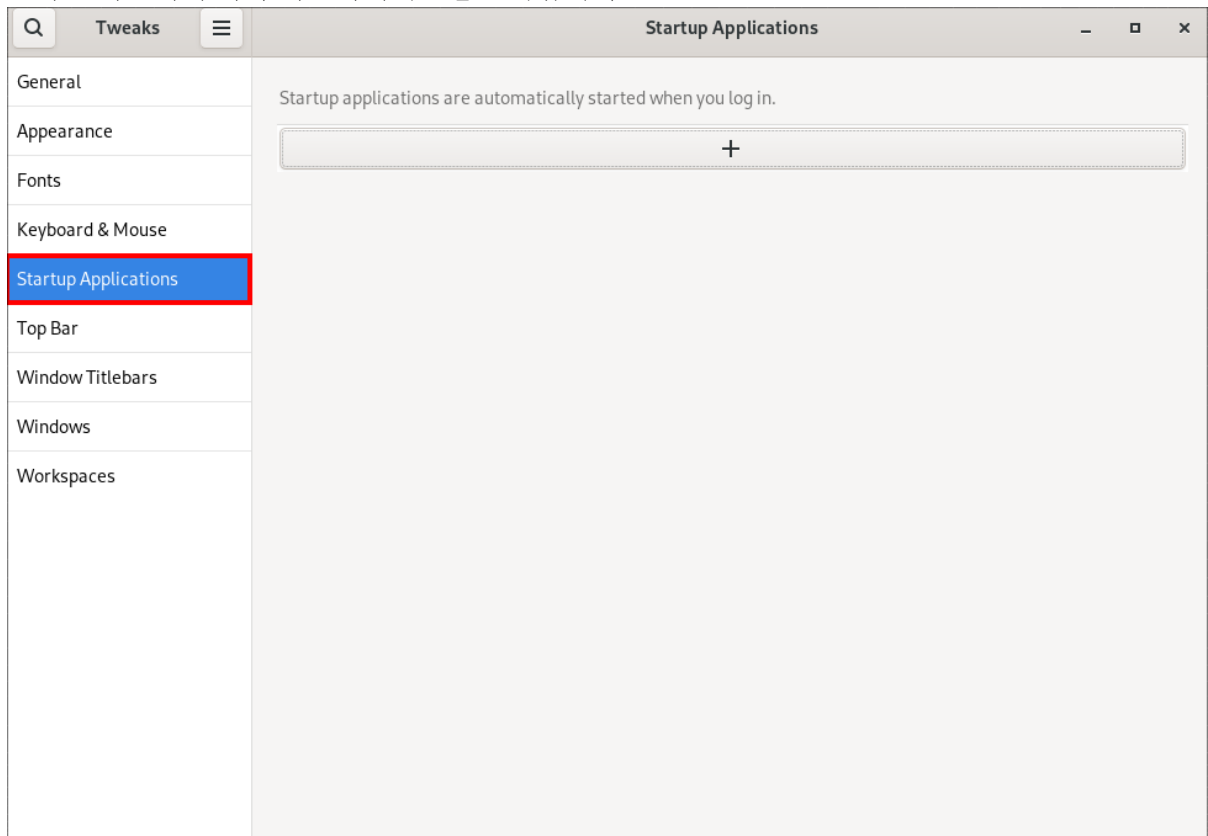 Tweaks
Startup Applications
General
Appearance
Fonts
Keyboard & Mouse
Startup Applications
Top Bar
Window Titlebars
Windows
Workspaces
Startup applications are automatically started when you log in.
+